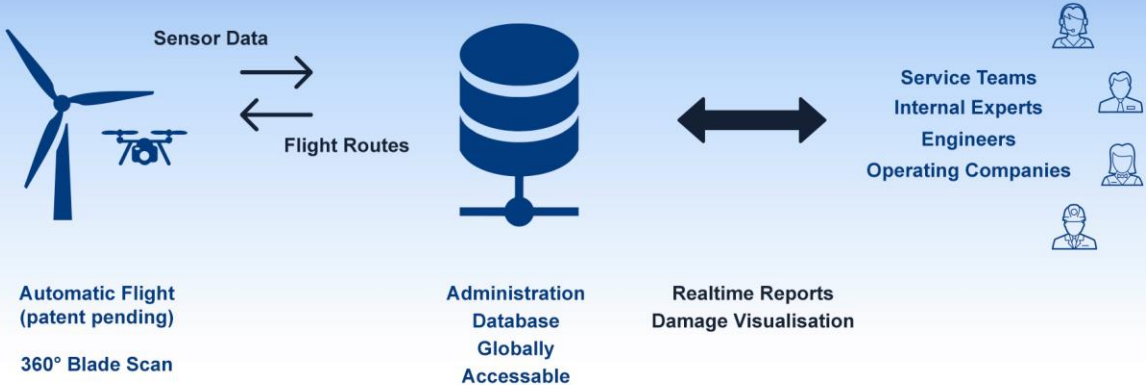 Sensor Data
Flight Routes
Service Teams
Internal Experts
Engineers
Operating Companies
Automatic Flight
(patent pending)
360° Blade Scan
Administration
Database
Globally
Accessable
Realtime Reports
Damage Visualisation